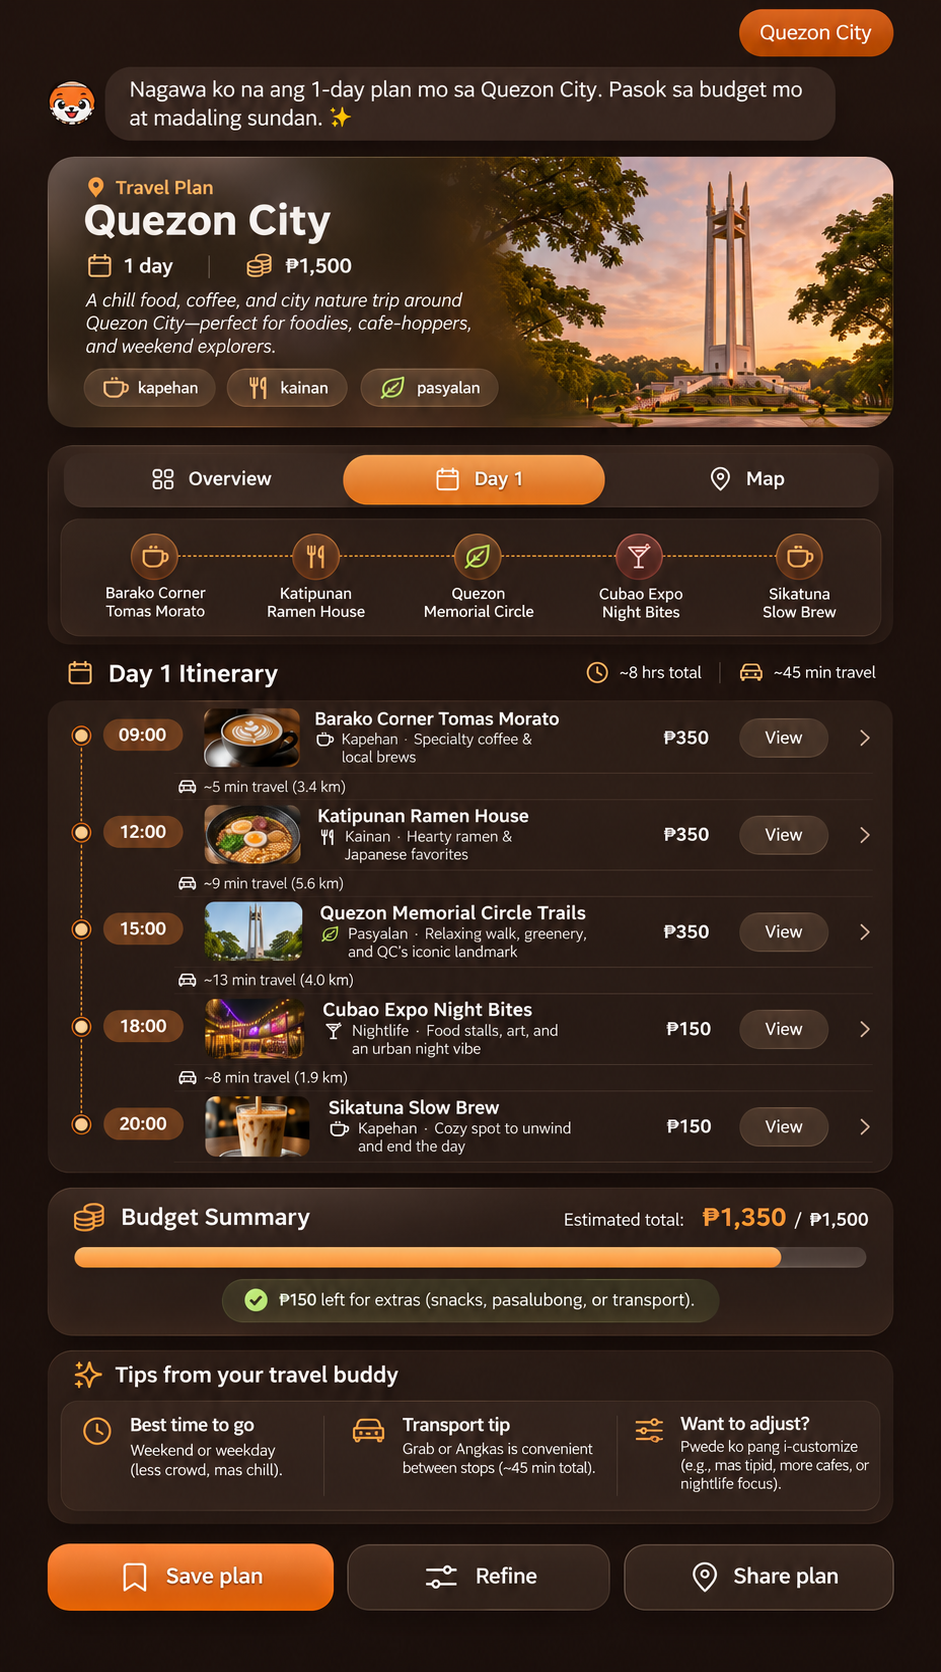 Quezon City
Nagawa ko na ang 1-day plan mo sa Quezon City. Pasok sa budget mo
at madaling sundan. ✨
Travel Plan
Quezon City
1 day
₱1,500
A chill food, coffee, and city nature trip around
Quezon City—perfect for foodies, cafe-hoppers,
and weekend explorers.
kapehan
kainan
pasyalan
Overview
Day 1
Map
Barako Corner
Tomas Morato
Katipunan
Ramen House
Quezon
Memorial Circle
Cubao Expo
Night Bites
Sikatuna
Slow Brew
Day 1 Itinerary
~8 hrs total
~45 min travel
09:00
Barako Corner Tomas Morato
Kapehan · Specialty coffee &
local brews
₱350
View
~5 min travel (3.4 km)
12:00
Katipunan Ramen House
Kainan · Hearty ramen &
Japanese favorites
₱350
View
~9 min travel (5.6 km)
15:00
Quezon Memorial Circle Trails
Pasyalan · Relaxing walk, greenery,
and QC's iconic landmark
₱350
View
~13 min travel (4.0 km)
18:00
Cubao Expo Night Bites
Nightlife · Food stalls, art, and
an urban night vibe
₱150
View
~8 min travel (1.9 km)
20:00
Sikatuna Slow Brew
Kapehan · Cozy spot to unwind
and end the day
₱150
View
Budget Summary
Estimated total: ₱1,350 / ₱1,500
₱150 left for extras (snacks, pasalubong, or transport).
Tips from your travel buddy
Best time to go
Weekend or weekday
(less crowd, mas chill).
Transport tip
Grab or Angkas is convenient
between stops (~45 min total).
Want to adjust?
Pwede ko pang i-customize
(e.g., mas tipid, more cafes, or
nightlife focus).
Save plan
Refine
Share plan